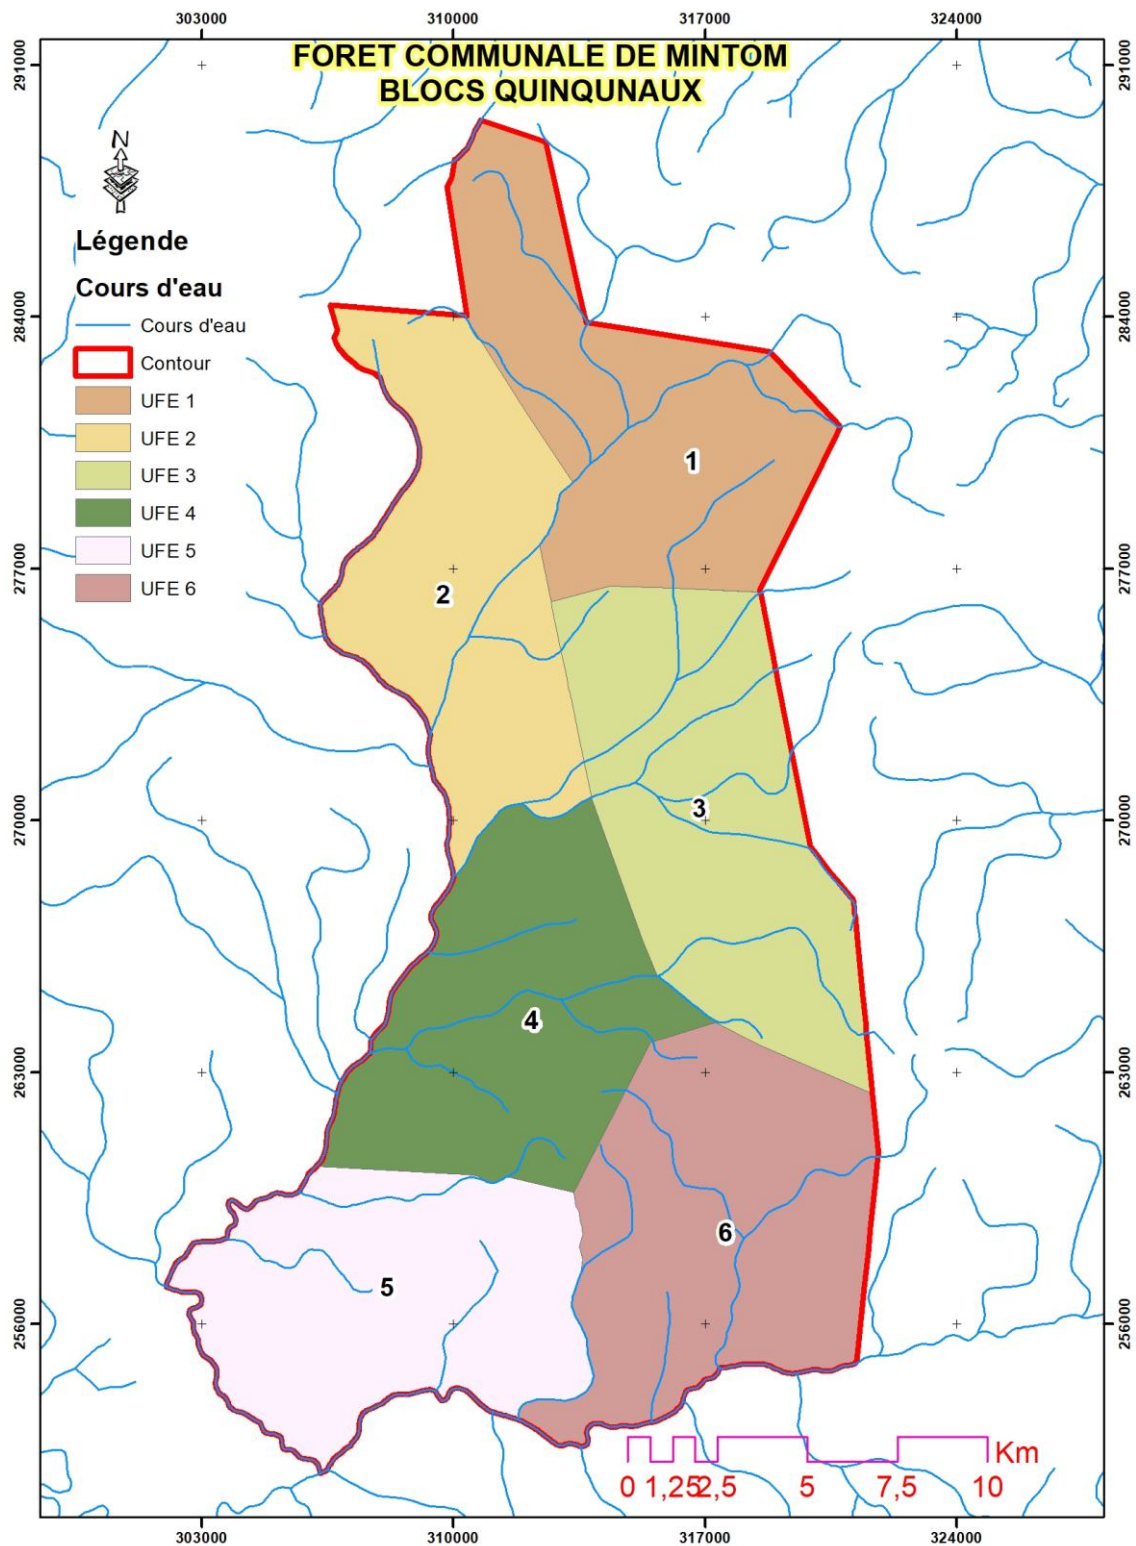 303000 310000 317000 324000
291000 291000
FORET COMMUNALE DE MINTOM
BLOCS QUINQUNAUX
N
Légende
Cours d'eau
Cours d'eau
Contour
UFE 1
UFE 2
UFE 3
UFE 4
UFE 5
UFE 6
284000 284000
1
277000 277000
2
270000 270000
3
4
263000 263000
6
5
256000 256000
Km
0 1,25 2,5 5 7,5 10
303000 310000 317000 324000